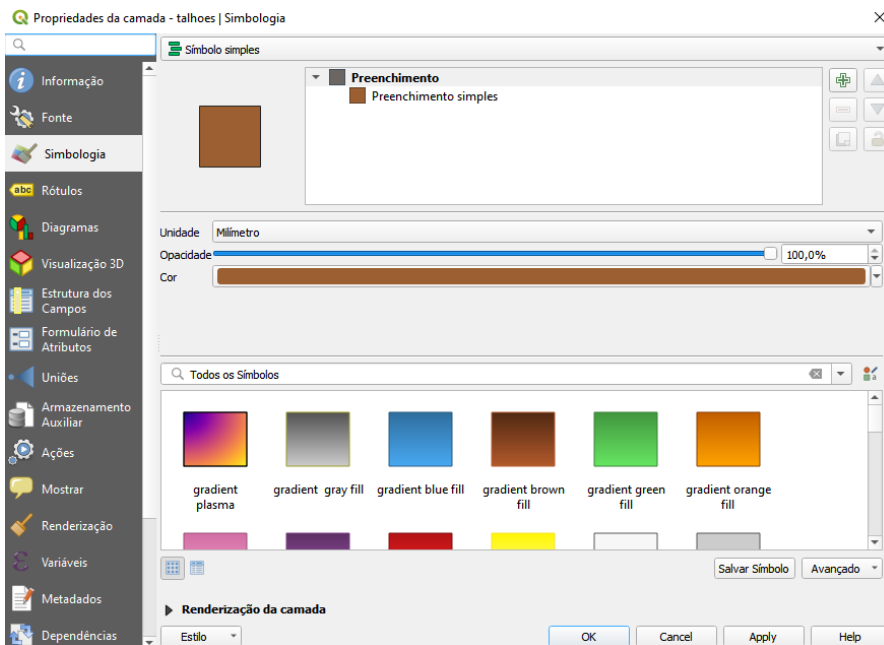 Propriedades da camada - talhoes | Simbologia
Símbolo simples
Informação
Fonte
Simbologia
abc Rótulos
Diagramas
Visualização 3D
Estrutura dos
Campos
Formulário de
Atributos
Uniões
Armazenamento
Auxiliar
Ações
Mostrar
Renderização
Variáveis
Metadados
Dependências
Preenchimento
Preenchimento simples
Unidade Milímetro
Opacidade 100,0%
Cor
Todos os Símbolos
gradient
plasma
gradient gray fill
gradient blue fill
gradient brown
fill
gradient green
fill
gradient orange
fill
Salvar Símbolo Avançado
Renderização da camada
Estilo OK Cancel Apply Help